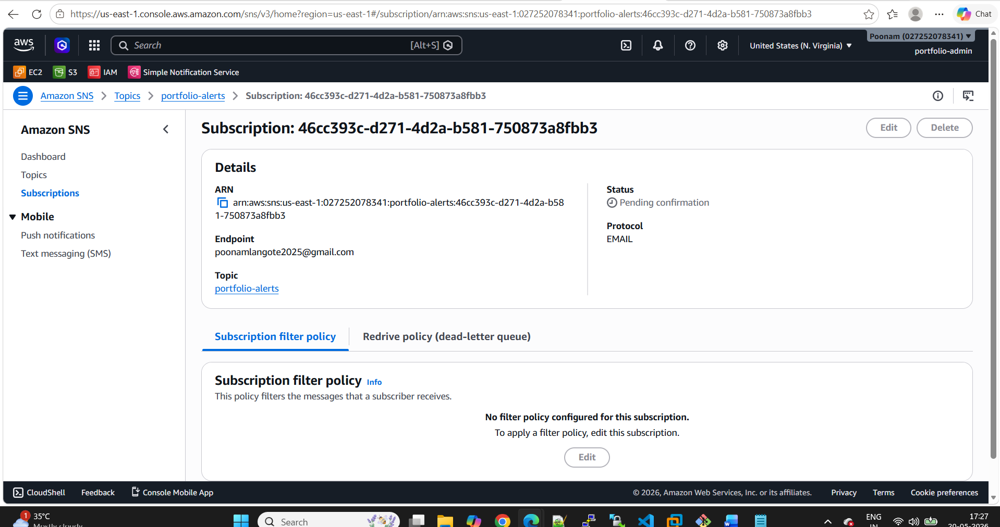 https://us-east-1.console.aws.amazon.com/sns/v3/home?region=us-east-1#/subscription/arn:aws:sns:us-east-1:027252078341:portfolio-alerts:46cc393c-d271-4d2a-b581-750873a8fbb3
Chat
aws
Search
[Alt+S]
United States (N. Virginia)
Poonam (027252078341)
portfolio-admin
EC2
S3
IAM
Simple Notification Service
Amazon SNS
Topics
portfolio-alerts
Subscription: 46cc393c-d271-4d2a-b581-750873a8fbb3
Amazon SNS
Dashboard
Topics
Subscriptions
Mobile
Push notifications
Text messaging (SMS)
Subscription: 46cc393c-d271-4d2a-b581-750873a8fbb3
Edit
Delete
Details
ARN
arn:aws:sns:us-east-1:027252078341:portfolio-alerts:46cc393c-d271-4d2a-b58
1-750873a8fbb3
Endpoint
poonamlangote2025@gmail.com
Topic
portfolio-alerts
Status
Pending confirmation
Protocol
EMAIL
Subscription filter policy
Redrive policy (dead-letter queue)
Subscription filter policy Info
This policy filters the messages that a subscriber receives.
No filter policy configured for this subscription.
To apply a filter policy, edit this subscription.
Edit
CloudShell
Feedback
Console Mobile App
© 2026, Amazon Web Services, Inc. or its affiliates.
Privacy
Terms
Cookie preferences
1
35°C
Mostly cloudy
Search
ENG
IN
17:27
20-05-2026